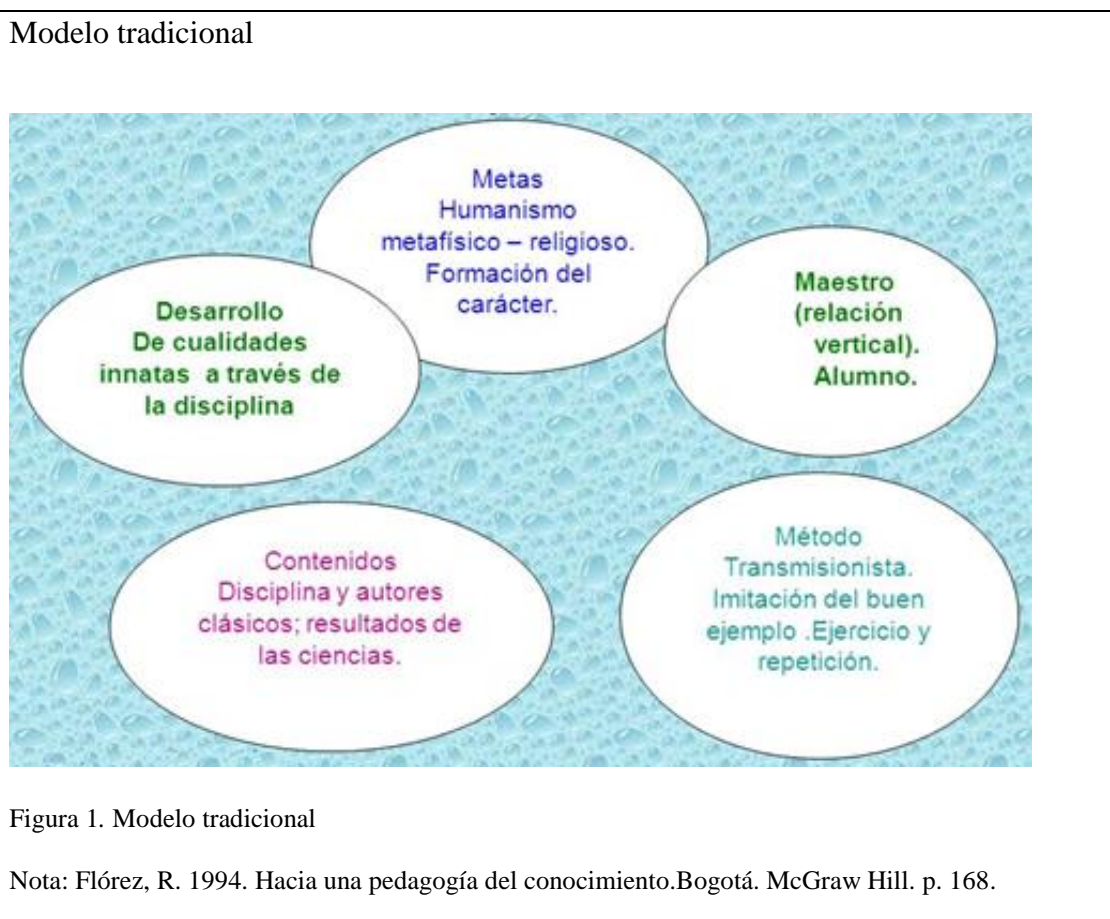 Modelo tradicional
Metas
Humanismo
metafísico – religioso.
Formación del
carácter.
Desarrollo
De cualidades
innatas a través de
la disciplina
Maestro
(relación
vertical).
Alumno.
Contenidos
Disciplina y autores
clásicos; resultados de
las ciencias.
Método
Transmisionista.
Imitación del buen
ejemplo .Ejercicio y
repetición.
Figura 1. Modelo tradicional
Nota: Flórez, R. 1994. Hacia una pedagogía del conocimiento.Bogotá. McGraw Hill. p. 168.